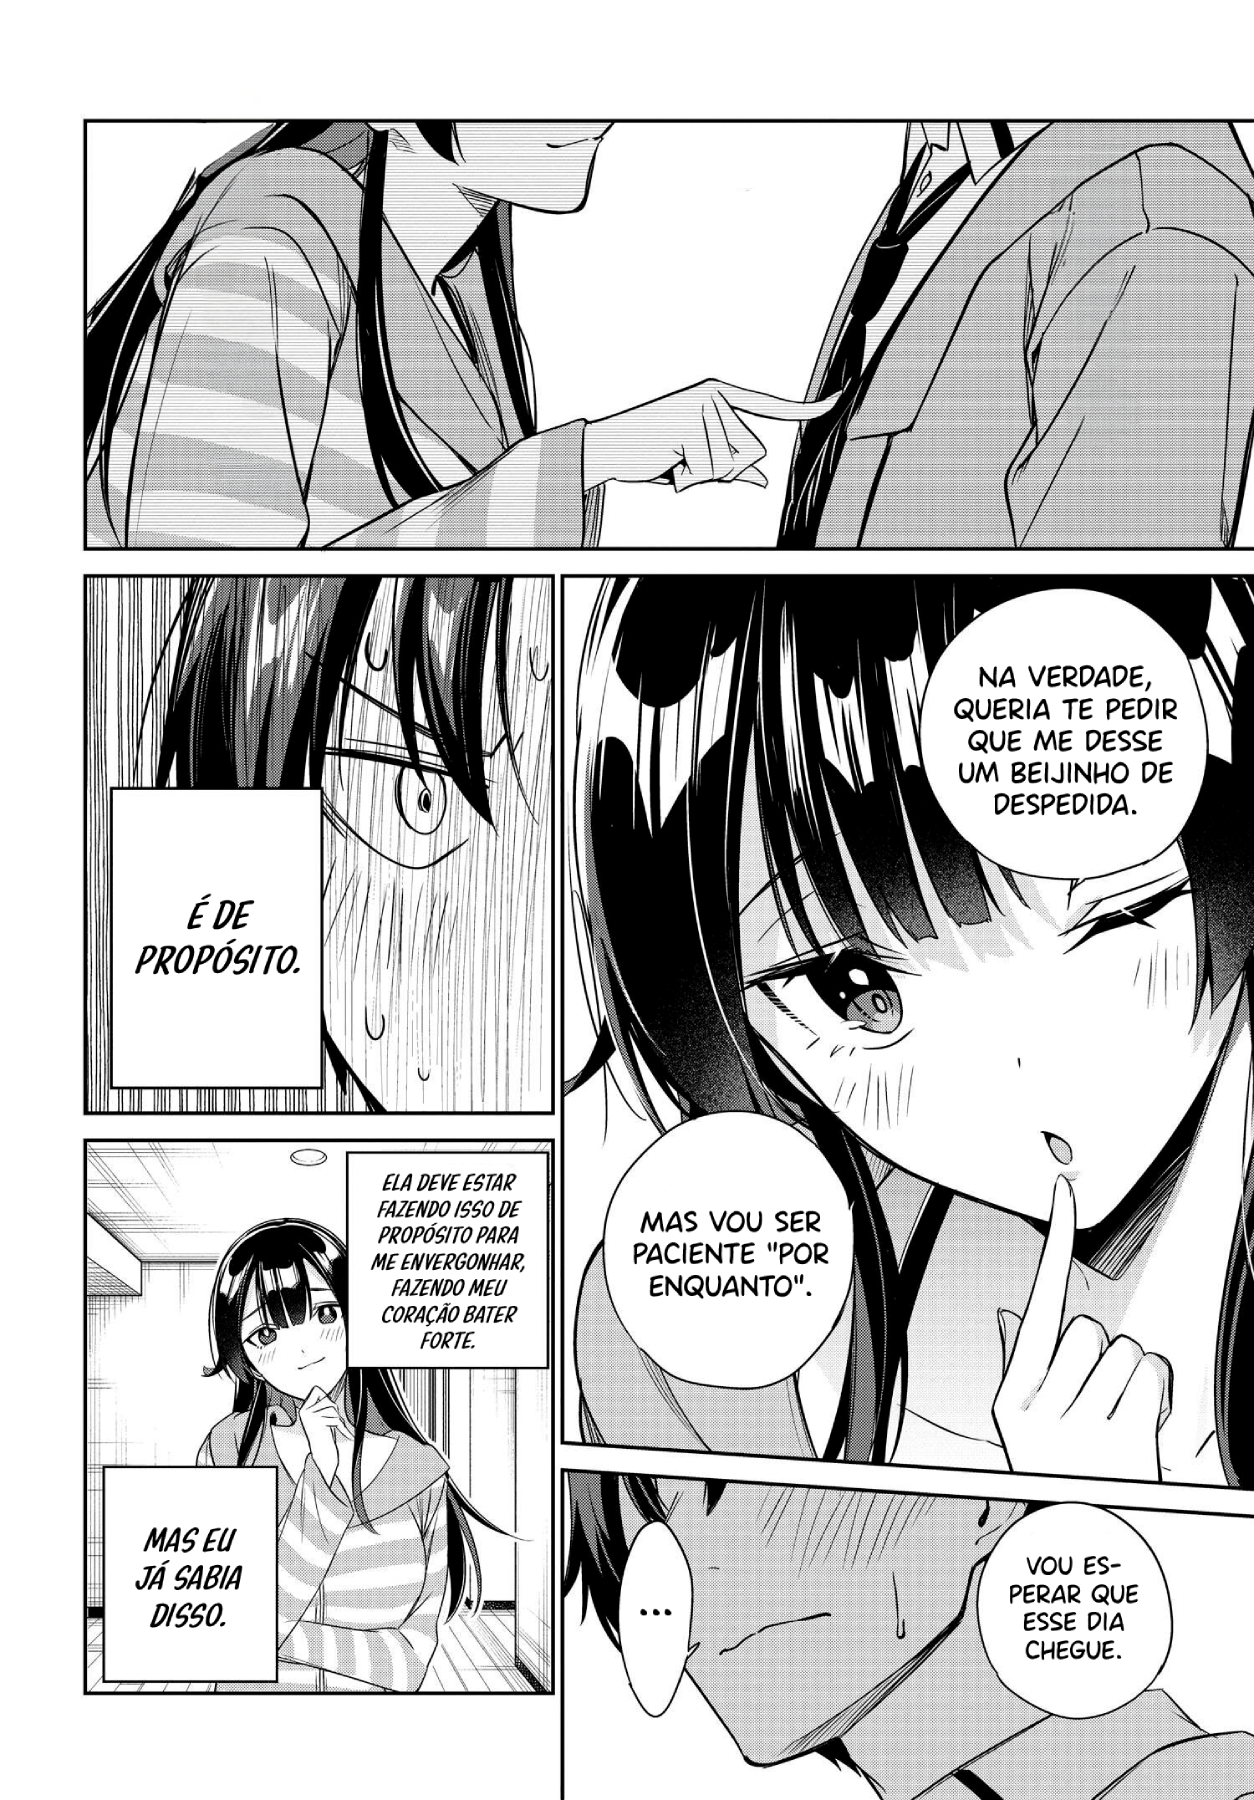 NA VERDADE,
QUERIA TE PEDIR
QUE ME DESSE
UM BEIJINHO DE
DESPEDIDA.
MAS VOU SER
PACIENTE "POR
ENQUANTO".
VOU ES-
PERAR QUE
ESSE DIA
CHEGUE.
...
É DE
PROPÓSITO.
ELA DEVE ESTAR
FAZENDO ISSO DE
PROPÓSITO PARA
ME ENVERGONHAR,
FAZENDO MEU
CORAÇÃO BATER
FORTE.
MAS EU
JÁ SABIA
DISSO.